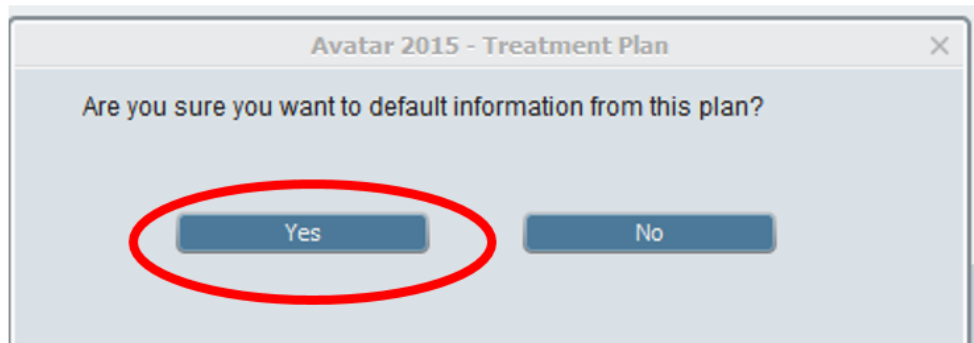 Avatar 2015 - Treatment Plan
Are you sure you want to default information from this plan?
Yes No